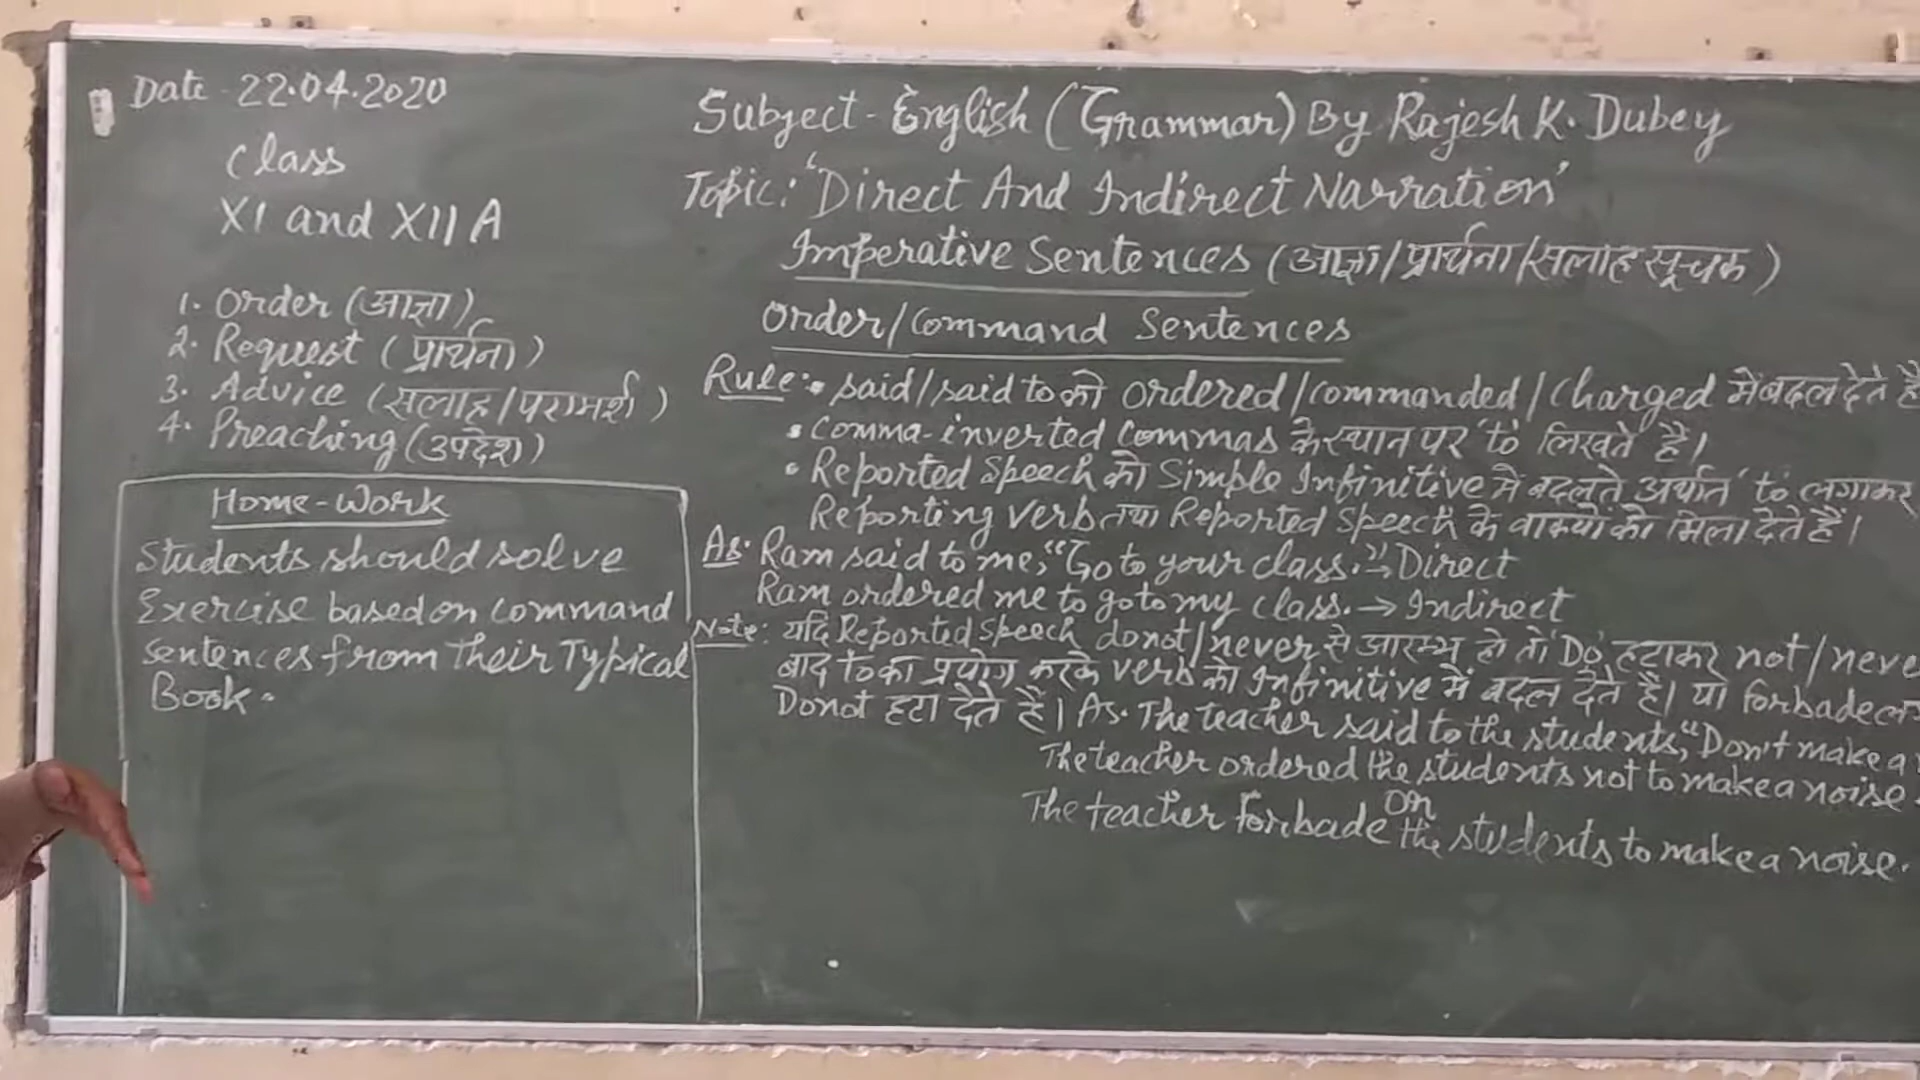 Date - 22.04.2020
Class
XI and XII A
1. Order (आज्ञा)
2. Request (प्रार्थना)
3. Advice (सलाह/परामर्श)
4. Preaching (उपदेश)
Home-Work
Students should solve
Exercise based on command
sentences from their Typical
Book.
Subject - English (Grammar) By Rajesh K. Dubey
Topic: 'Direct And Indirect Narration'
Imperative Sentences (आज्ञा/प्रार्थना/सलाह सूचक)
Order/Command Sentences
Rule:• said/said to को ordered/commanded/Charged में बदल देते है
• Comma-inverted Commas के स्थान पर 'to' लिखते हैं।
• Reported Speech को Simple Infinitive में बदलते अर्थात 'to' लगाकर
Reporting verb तथा Reported Speech के वाक्यों को मिला देते हैं।
As: Ram said to me, "Go to your class." → Direct
Ram ordered me to go to my class. → Indirect
Note: यदि Reported Speech do not/never से आरम्भ हो तो 'Do' हटाकर not/neve
बाद to का प्रयोग करके verb को Infinitive में बदल देते हैं। या forbade
Do not हटा देते हैं। As. The teacher said to the students, "Don't make a
The teacher ordered the students not to make a noise.
Or
The teacher forbade the students to make a noise.